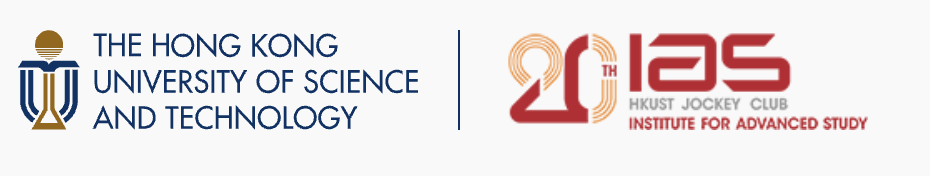 THE HONG KONG
UNIVERSITY OF SCIENCE
AND TECHNOLOGY
20TH
IAS
HKUST JOCKEY CLUB
INSTITUTE FOR ADVANCED STUDY